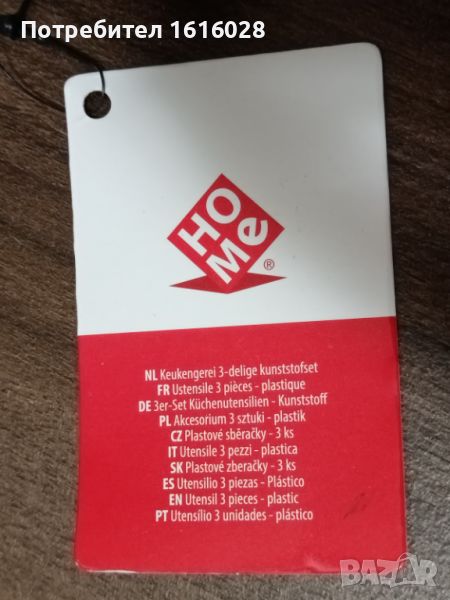 Потребител 1616028
HO
Me
®
NL Keukengerei 3-delige kunststofset
FR Ustensile 3 pièces - plastique
DE 3er-Set Küchenutensilien - Kunststoff
PL Akcesorium 3 sztuki - plastik
CZ Plastové sběračky - 3 ks
IT Utensile 3 pezzi - plastica
SK Plastové zberačky - 3 ks
ES Utensilio 3 piezas - Plástico
EN Utensil 3 pieces - plastic
PT Utensílio 3 unidades - plástico
BAZAR